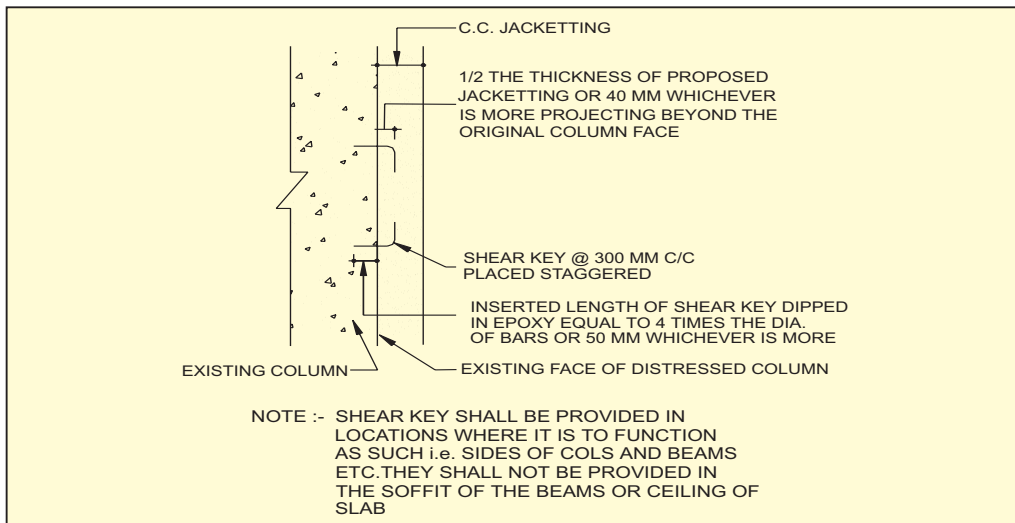 C.C. JACKETTING
1/2 THE THICKNESS OF PROPOSED
JACKETTING OR 40 MM WHICHEVER
IS MORE PROJECTING BEYOND THE
ORIGINAL COLUMN FACE
SHEAR KEY @ 300 MM C/C
PLACED STAGGERED
INSERTED LENGTH OF SHEAR KEY DIPPED
IN EPOXY EQUAL TO 4 TIMES THE DIA.
OF BARS OR 50 MM WHICHEVER IS MORE
EXISTING COLUMN
EXISTING FACE OF DISTRESSED COLUMN
NOTE :- SHEAR KEY SHALL BE PROVIDED IN
LOCATIONS WHERE IT IS TO FUNCTION
AS SUCH i.e. SIDES OF COLS AND BEAMS
ETC.THEY SHALL NOT BE PROVIDED IN
THE SOFFIT OF THE BEAMS OR CEILING OF
SLAB